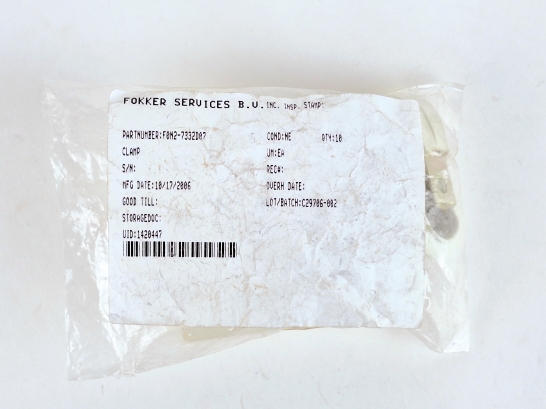 FOKKER SERVICES B.V. INC. INSP. STAMP:
PARTNUMBER:F0N2-7332D07 COND:NE QTY:10
CLAMP UM:EA
S/N: REC#:
MFG DATE:10/17/2006 OVERH DATE:
GOOD TILL: LOT/BATCH:C29706-002
STORAGEDOC:
UID:1420447